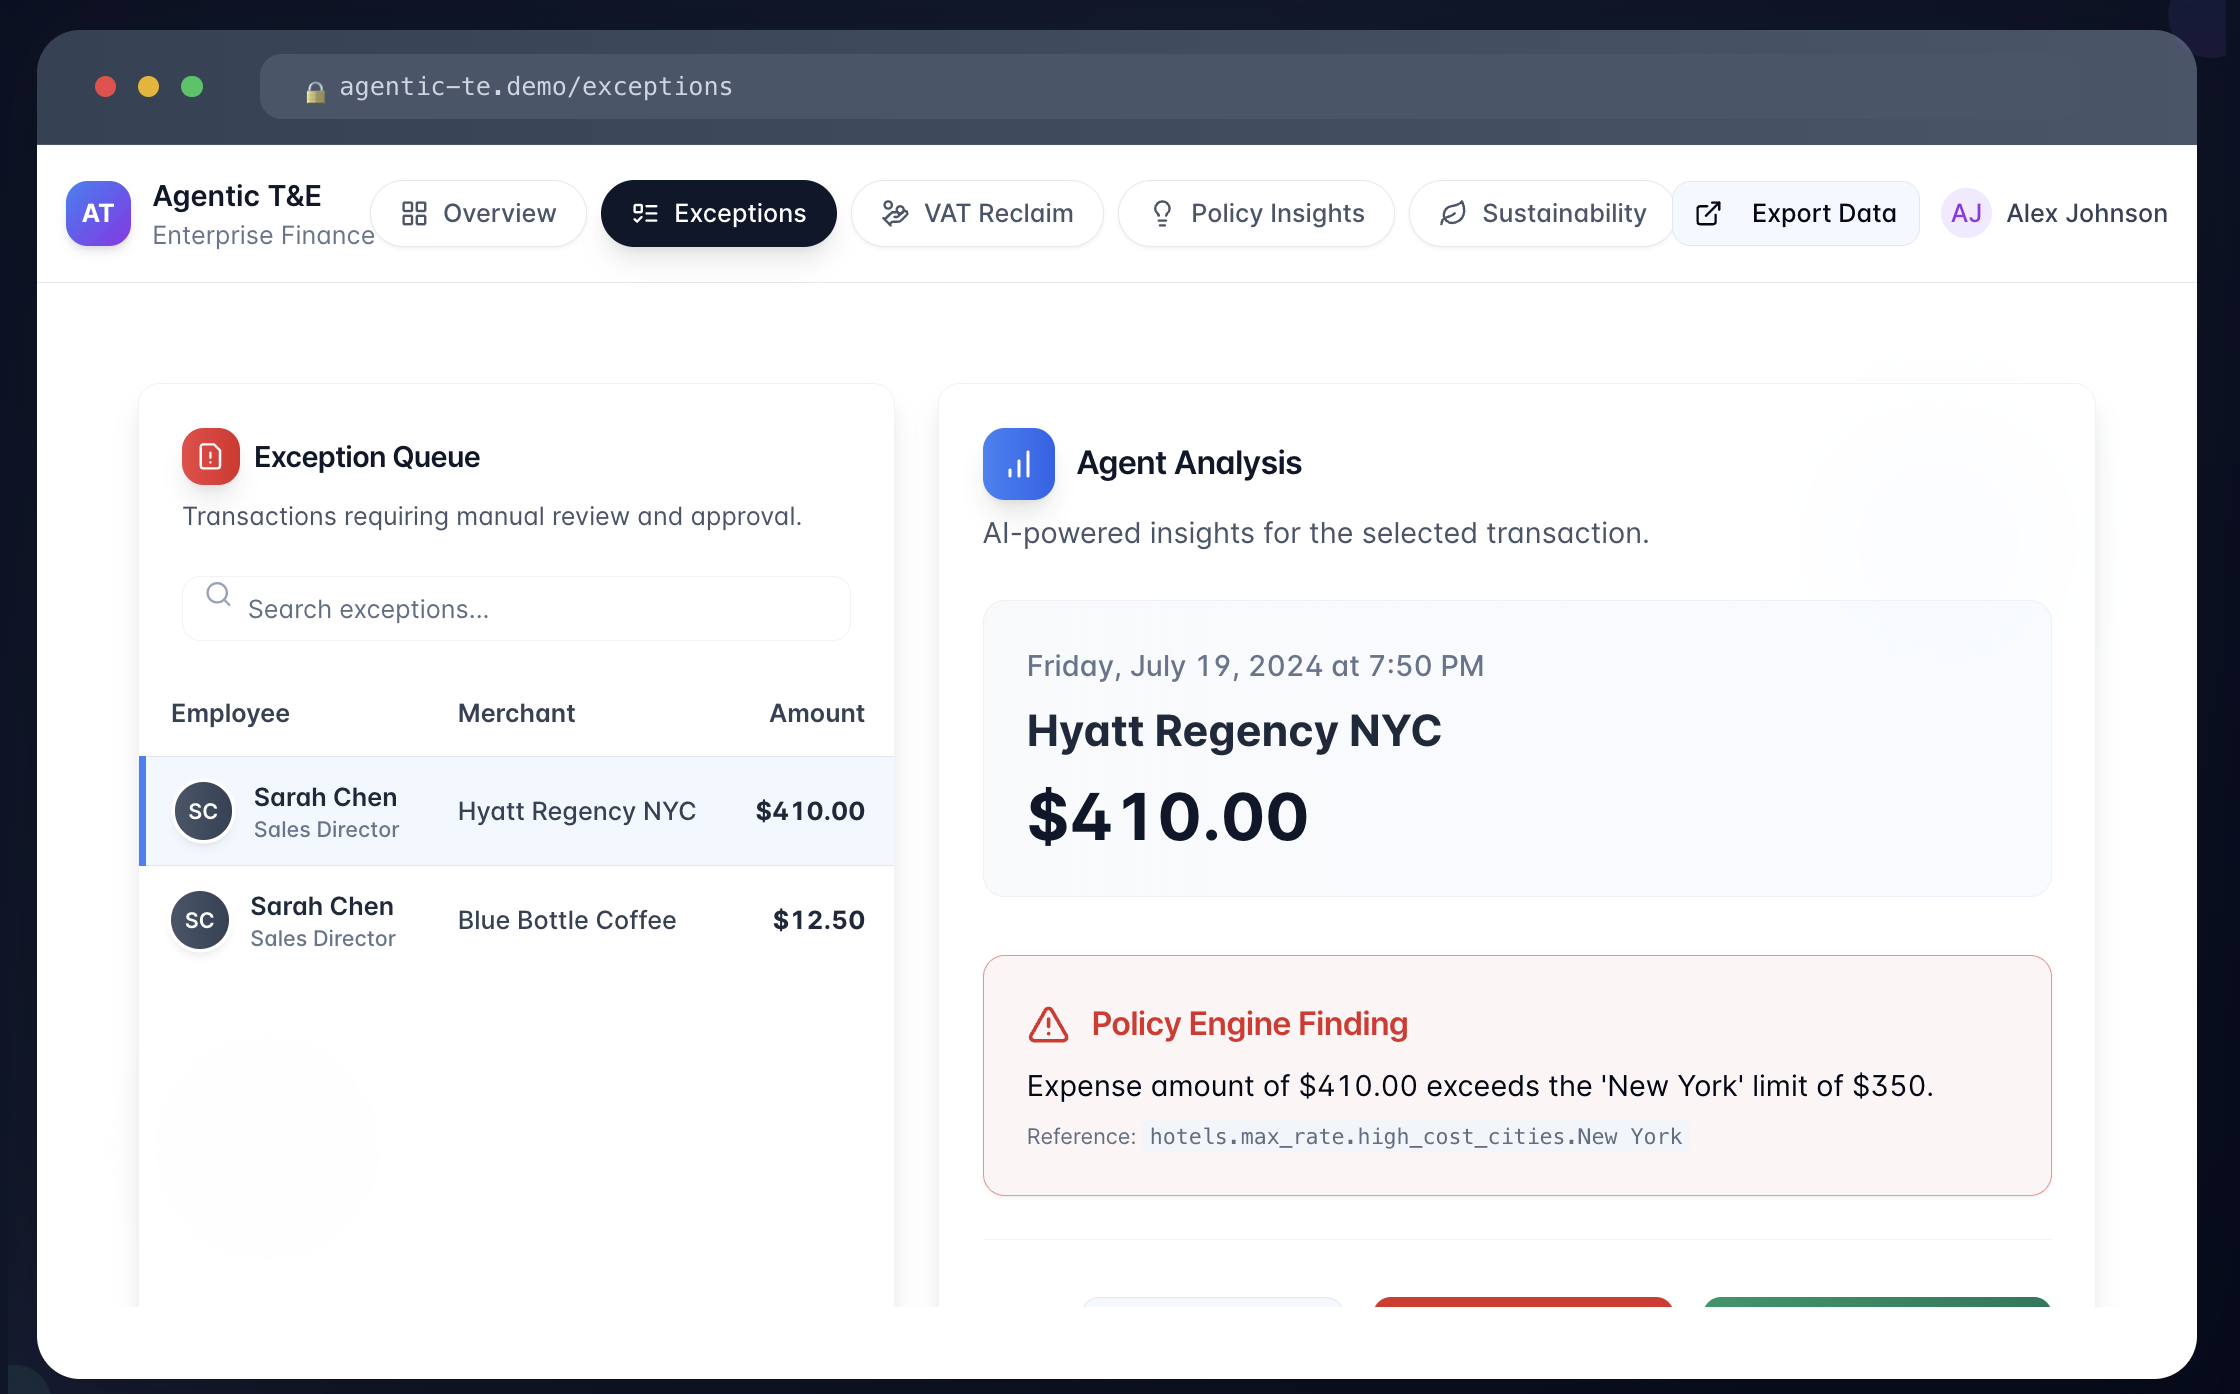 agentic-te.demo/exceptions
AT
Agentic T&E
Enterprise Finance
Overview
Exceptions
VAT Reclaim
Policy Insights
Sustainability
Export Data
AJ
Alex Johnson
Exception Queue
Transactions requiring manual review and approval.
Search exceptions...
Employee Merchant Amount
SC Sarah Chen Hyatt Regency NYC $410.00
Sales Director
SC Sarah Chen Blue Bottle Coffee $12.50
Sales Director
Agent Analysis
AI-powered insights for the selected transaction.
Friday, July 19, 2024 at 7:50 PM
Hyatt Regency NYC
$410.00
Policy Engine Finding
Expense amount of $410.00 exceeds the 'New York' limit of $350.
Reference: hotels.max_rate.high_cost_cities.New York